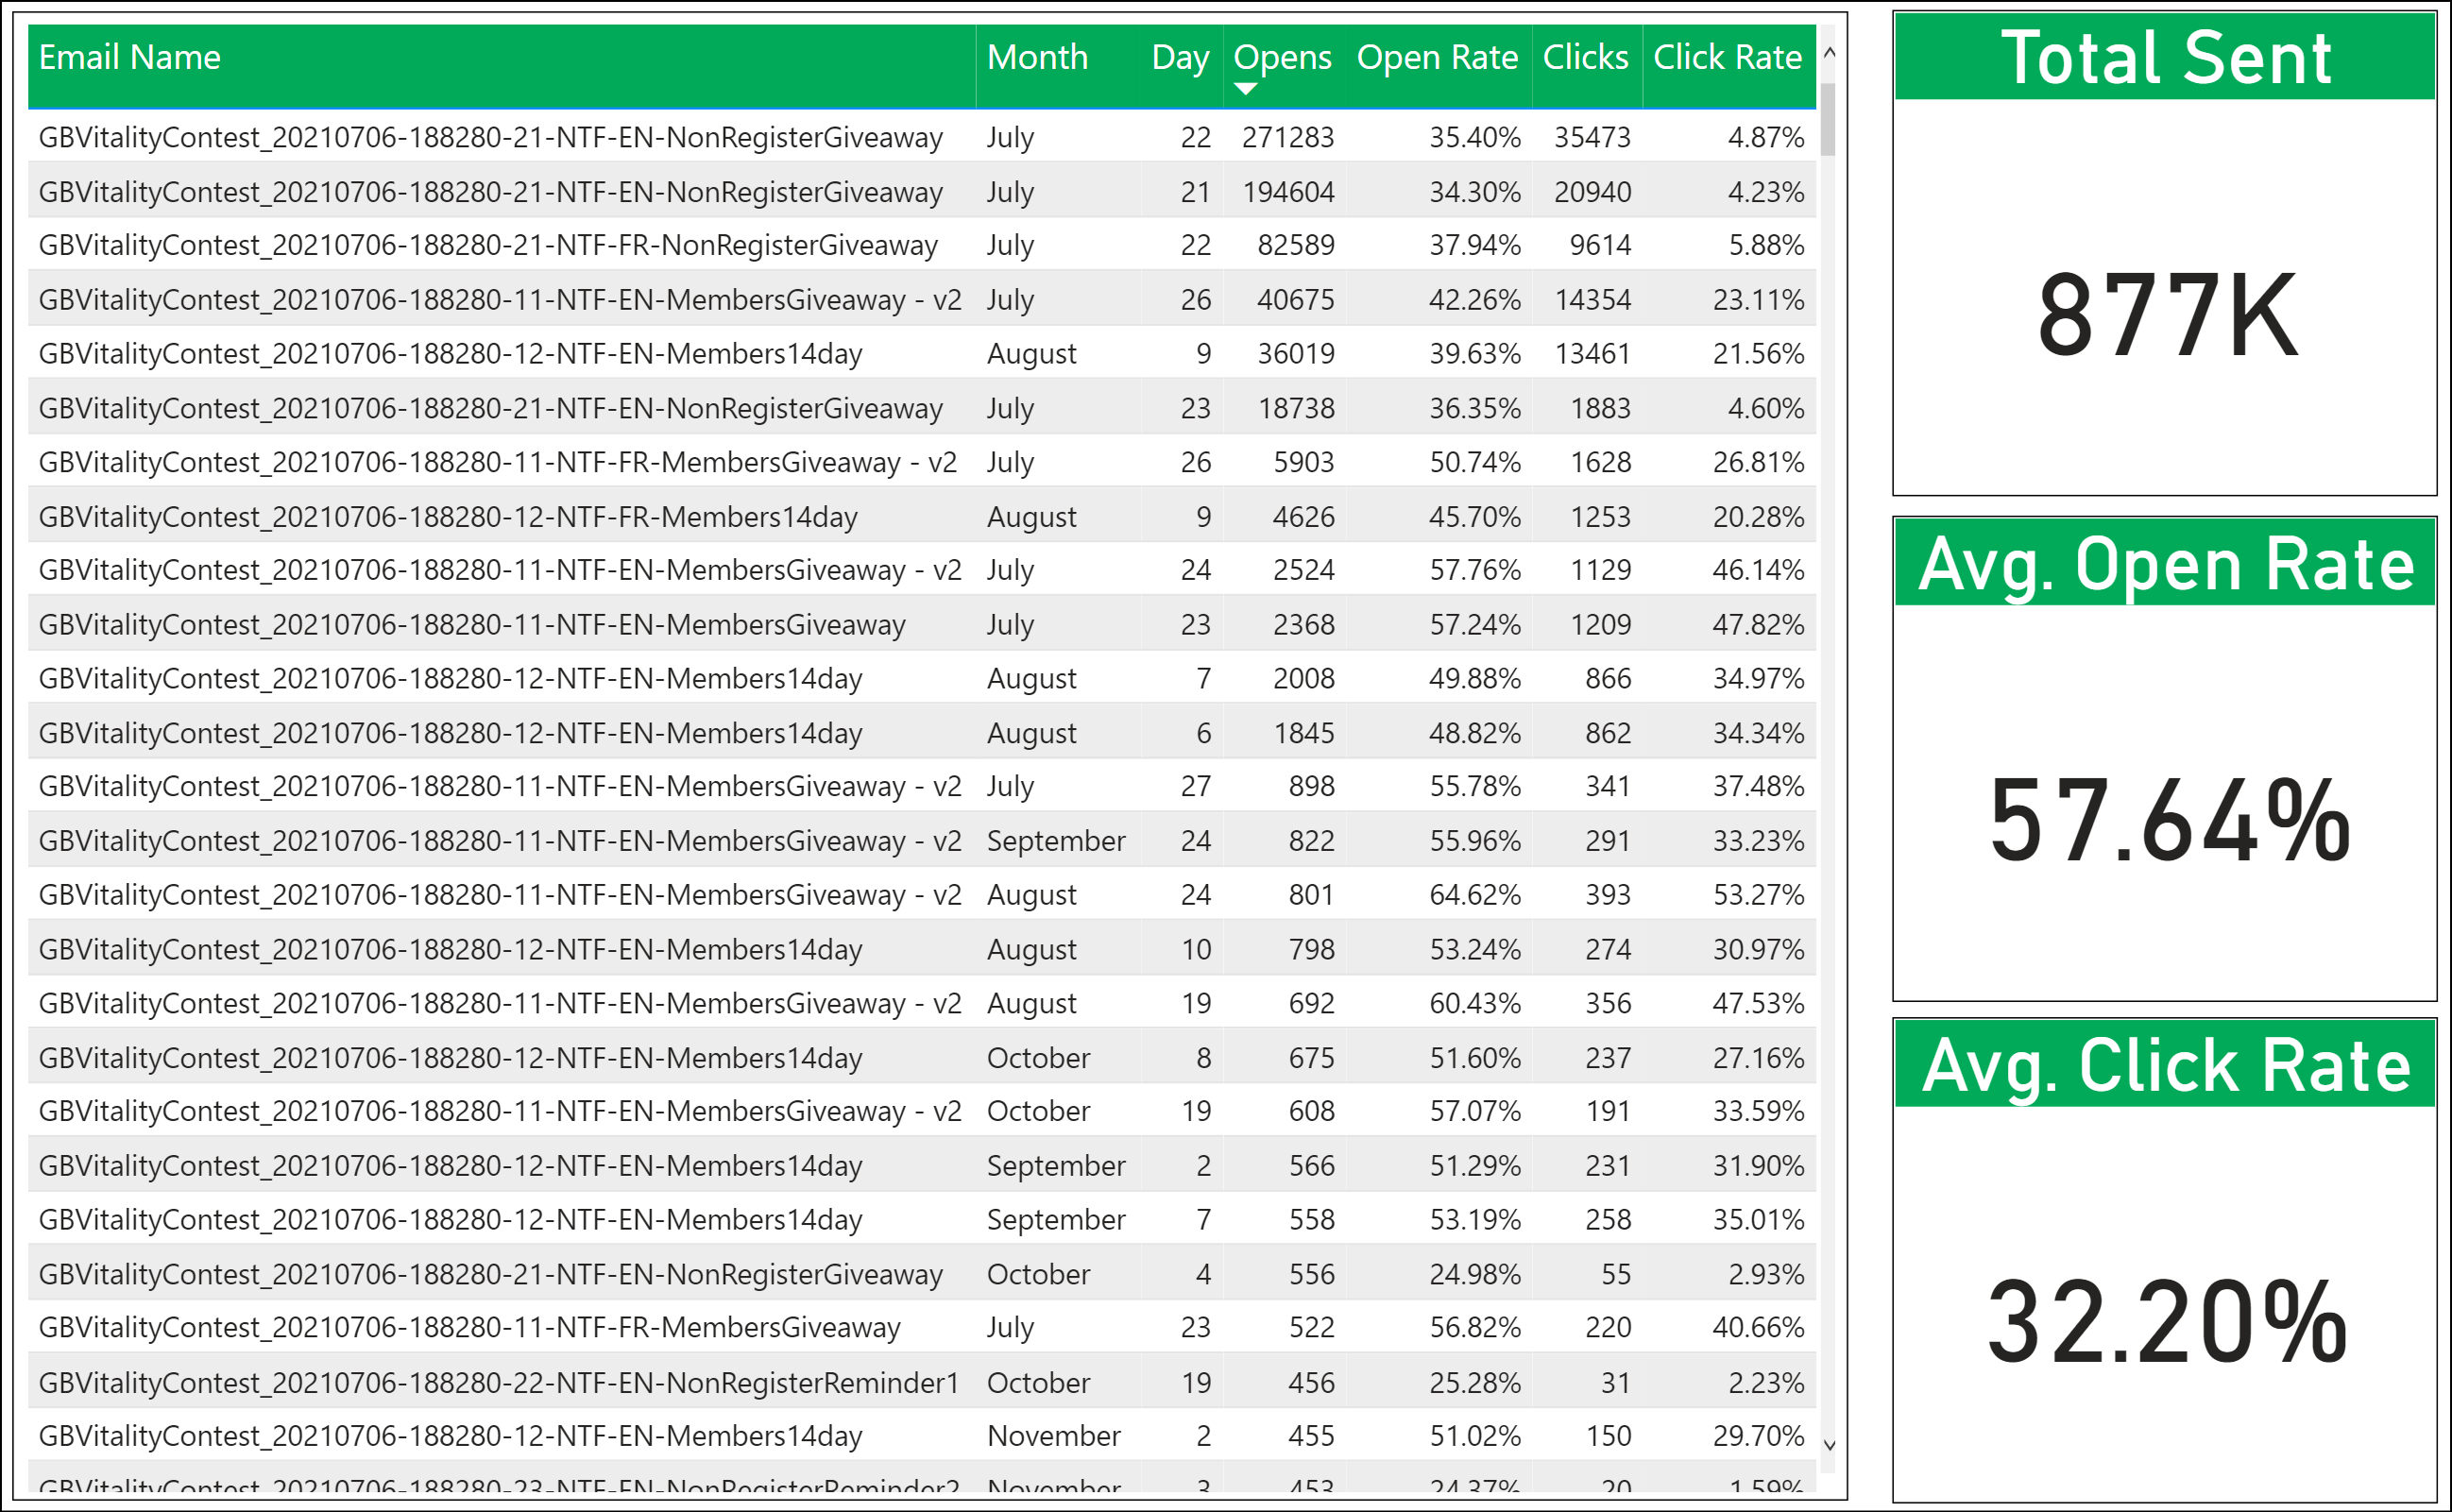 Email Name Month Day Opens Open Rate Clicks Click Rate
GBVitalityContest_20210706-188280-21-NTF-EN-NonRegisterGiveaway July 22 271283 35.40% 35473 4.87%
GBVitalityContest_20210706-188280-21-NTF-EN-NonRegisterGiveaway July 21 194604 34.30% 20940 4.23%
GBVitalityContest_20210706-188280-21-NTF-FR-NonRegisterGiveaway July 22 82589 37.94% 9614 5.88%
GBVitalityContest_20210706-188280-11-NTF-EN-MembersGiveaway - v2 July 26 40675 42.26% 14354 23.11%
GBVitalityContest_20210706-188280-12-NTF-EN-Members14day August 9 36019 39.63% 13461 21.56%
GBVitalityContest_20210706-188280-21-NTF-EN-NonRegisterGiveaway July 23 18738 36.35% 1883 4.60%
GBVitalityContest_20210706-188280-11-NTF-FR-MembersGiveaway - v2 July 26 5903 50.74% 1628 26.81%
GBVitalityContest_20210706-188280-12-NTF-FR-Members14day August 9 4626 45.70% 1253 20.28%
GBVitalityContest_20210706-188280-11-NTF-EN-MembersGiveaway - v2 July 24 2524 57.76% 1129 46.14%
GBVitalityContest_20210706-188280-11-NTF-EN-MembersGiveaway July 23 2368 57.24% 1209 47.82%
GBVitalityContest_20210706-188280-12-NTF-EN-Members14day August 7 2008 49.88% 866 34.97%
GBVitalityContest_20210706-188280-12-NTF-EN-Members14day August 6 1845 48.82% 862 34.34%
GBVitalityContest_20210706-188280-11-NTF-EN-MembersGiveaway - v2 July 27 898 55.78% 341 37.48%
GBVitalityContest_20210706-188280-11-NTF-EN-MembersGiveaway - v2 September 24 822 55.96% 291 33.23%
GBVitalityContest_20210706-188280-11-NTF-EN-MembersGiveaway - v2 August 24 801 64.62% 393 53.27%
GBVitalityContest_20210706-188280-12-NTF-EN-Members14day August 10 798 53.24% 274 30.97%
GBVitalityContest_20210706-188280-11-NTF-EN-MembersGiveaway - v2 August 19 692 60.43% 356 47.53%
GBVitalityContest_20210706-188280-12-NTF-EN-Members14day October 8 675 51.60% 237 27.16%
GBVitalityContest_20210706-188280-11-NTF-EN-MembersGiveaway - v2 October 19 608 57.07% 191 33.59%
GBVitalityContest_20210706-188280-12-NTF-EN-Members14day September 2 566 51.29% 231 31.90%
GBVitalityContest_20210706-188280-12-NTF-EN-Members14day September 7 558 53.19% 258 35.01%
GBVitalityContest_20210706-188280-21-NTF-EN-NonRegisterGiveaway October 4 556 24.98% 55 2.93%
GBVitalityContest_20210706-188280-11-NTF-FR-MembersGiveaway July 23 522 56.82% 220 40.66%
GBVitalityContest_20210706-188280-22-NTF-EN-NonRegisterReminder1 October 19 456 25.28% 31 2.23%
GBVitalityContest_20210706-188280-12-NTF-EN-Members14day November 2 455 51.02% 150 29.70%
GBVitalityContest_20210706-188280-23-NTF-EN-NonRegisterReminder2 November 3 453 24.37% 20 1.59%
Total Sent
877K
Avg. Open Rate
57.64%
Avg. Click Rate
32.20%